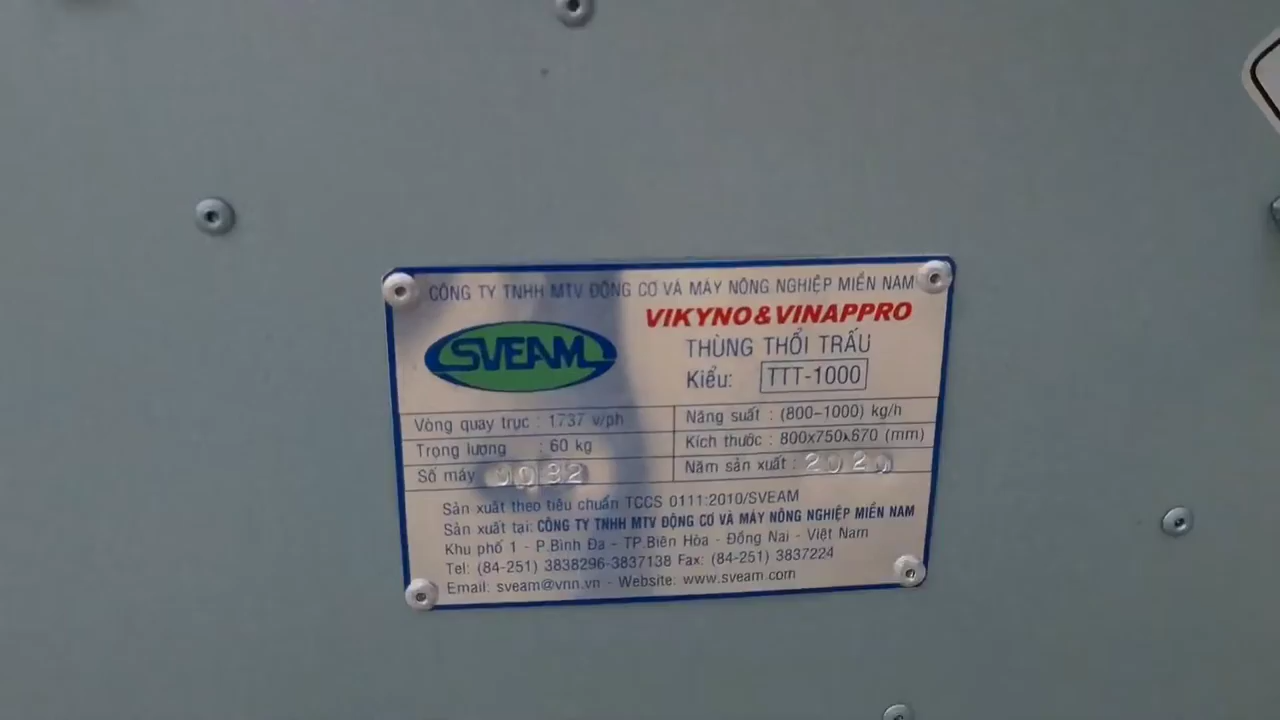 CÔNG TY TNHH MTV ĐỘNG CƠ VÀ MÁY NÔNG NGHIỆP MIỀN NAM
VIKYNO&VINAPPRO
SVEAM
THÙNG THỔI TRẤU
Kiểu: TTT-1000
Vòng quay trục : 1737 v/ph
Năng suất : (800-1000) kg/h
Trọng lượng : 60 kg
Kích thước : 800x750x670 (mm)
Số máy 0092
Năm sản xuất : 2020
Sản xuất theo tiêu chuẩn TCCS 0111:2010/SVEAM
Sản xuất tại: CÔNG TY TNHH MTV ĐỘNG CƠ VÀ MÁY NÔNG NGHIỆP MIỀN NAM
Khu phố 1 - P.Bình Đa - TP.Biên Hòa - Đồng Nai - Việt Nam
Tel: (84-251) 3838296-3837138 Fax: (84-251) 3837224
Email: sveam@vnn.vn - Website: www.sveam.com